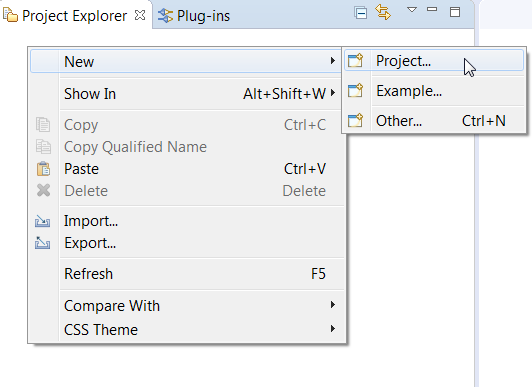 Project Explorer Plug-ins
New Project...
Example...
Show In Alt+Shift+W Other... Ctrl+N
Copy Ctrl+C
Copy Qualified Name
Paste Ctrl+V
Delete Delete
Import...
Export...
Refresh F5
Compare With
CSS Theme